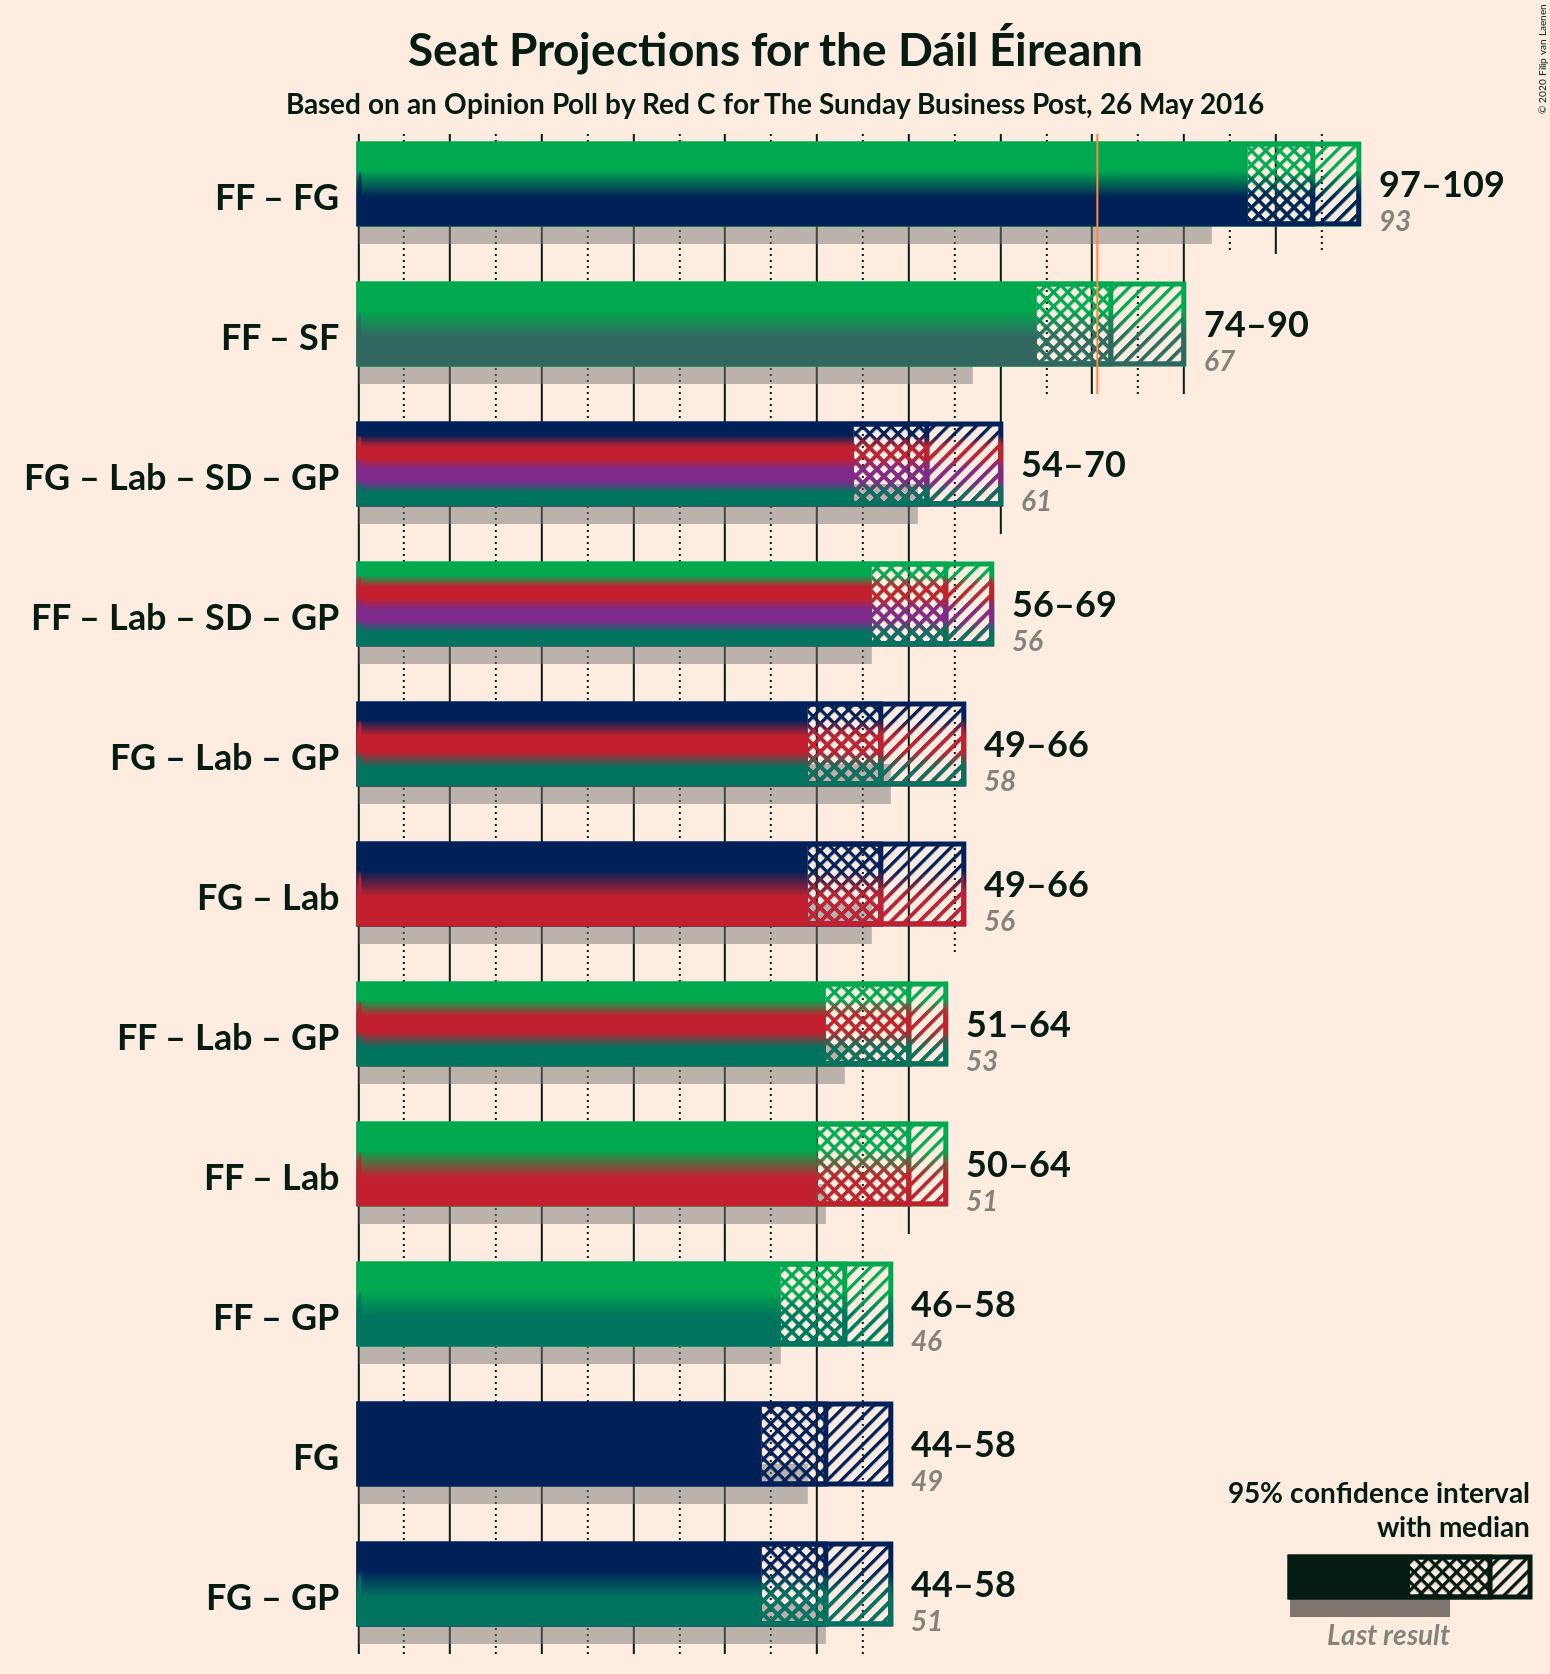 Seat Projections for the Dáil Éireann
Based on an Opinion Poll by Red C for The Sunday Business Post, 26 May 2016
© 2020 Filip van Laenen
FF – FG
97–109
93
FF – SF
74–90
67
FG – Lab – SD – GP
54–70
61
FF – Lab – SD – GP
56–69
56
FG – Lab – GP
49–66
58
FG – Lab
49–66
56
FF – Lab – GP
51–64
53
FF – Lab
50–64
51
FF – GP
46–58
46
FG
44–58
49
FG – GP
44–58
51
95% confidence interval
with median
Last result